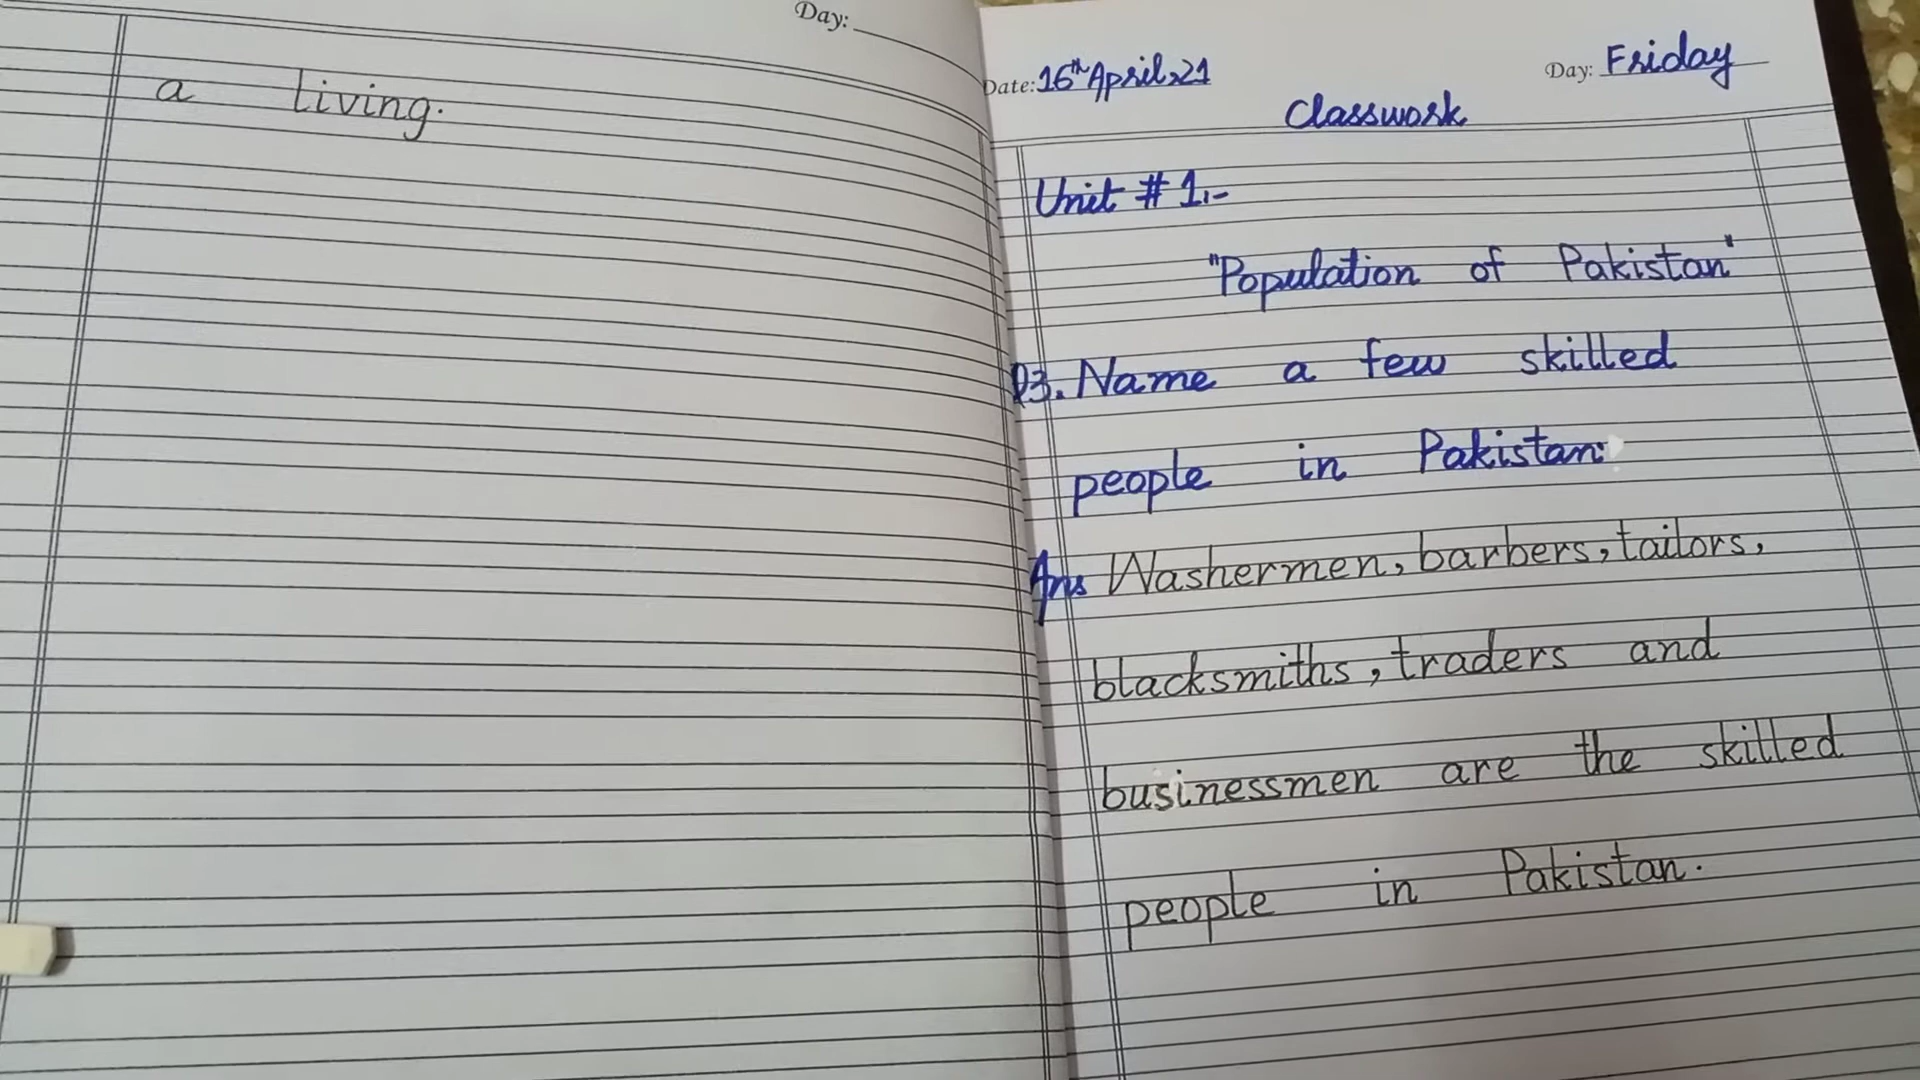 Day:
a living.
Date: 16th April, 21 Day: Friday
Classwork
Unit # 1.-
"Population of Pakistan"
Q3. Name a few skilled
people in Pakistan.
Ans Washermen, barbers, tailors,
blacksmiths, traders and
businessmen are the skilled
people in Pakistan.